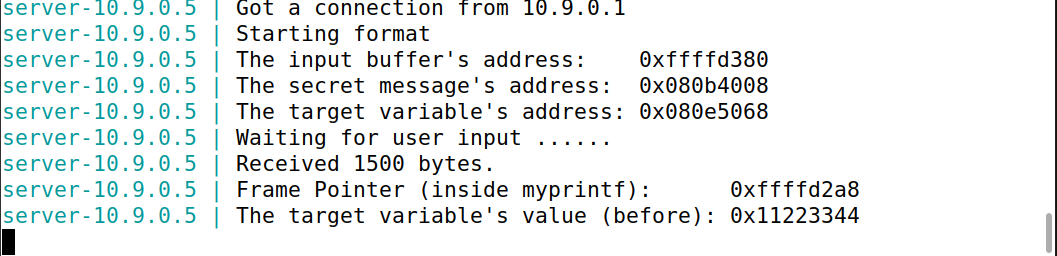 server-10.9.0.5 | Got a connection from 10.9.0.1
server-10.9.0.5 | Starting format
server-10.9.0.5 | The input buffer's address:    0xffffd380
server-10.9.0.5 | The secret message's address:  0x080b4008
server-10.9.0.5 | The target variable's address: 0x080e5068
server-10.9.0.5 | Waiting for user input ......
server-10.9.0.5 | Received 1500 bytes.
server-10.9.0.5 | Frame Pointer (inside myprintf):      0xffffd2a8
server-10.9.0.5 | The target variable's value (before): 0x11223344